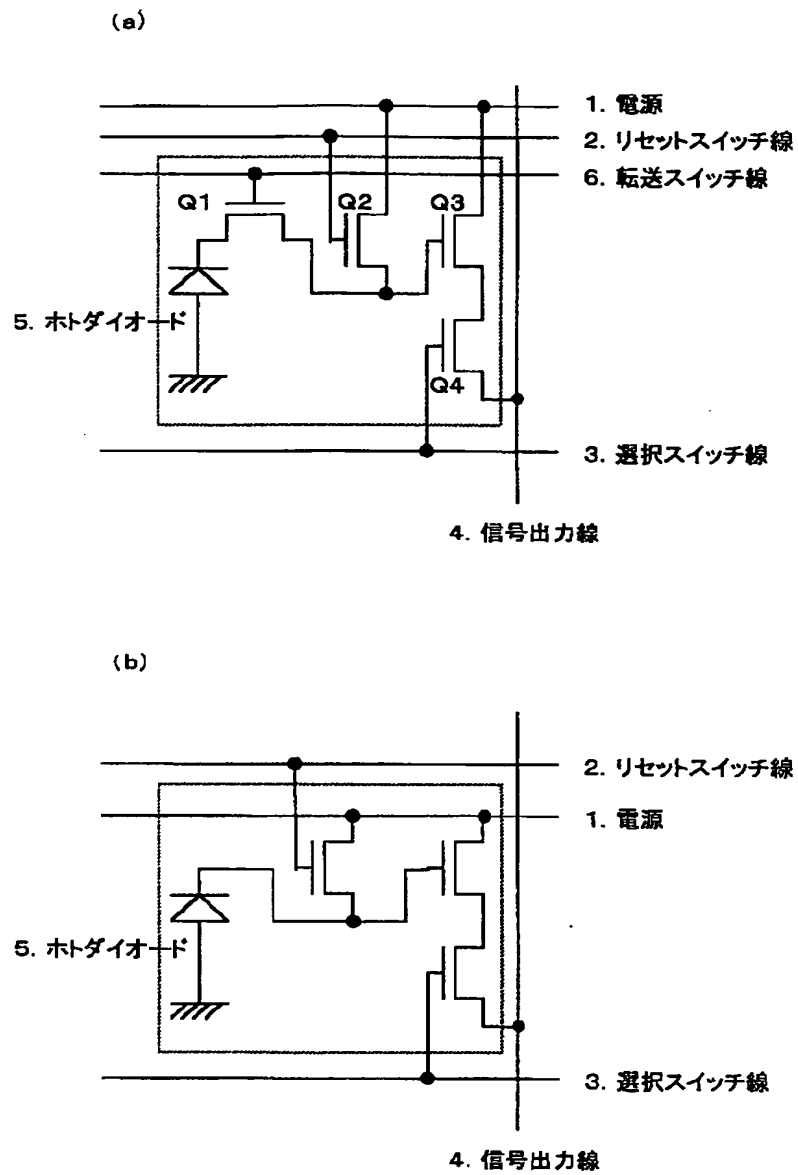 (a)
1. 電源
2. リセットスイッチ線
6. 転送スイッチ線
Q1
Q2
Q3
5. ホトダイオード
Q4
3. 選択スイッチ線
4. 信号出力線
(b)
2. リセットスイッチ線
1. 電源
5. ホトダイオード
3. 選択スイッチ線
4. 信号出力線